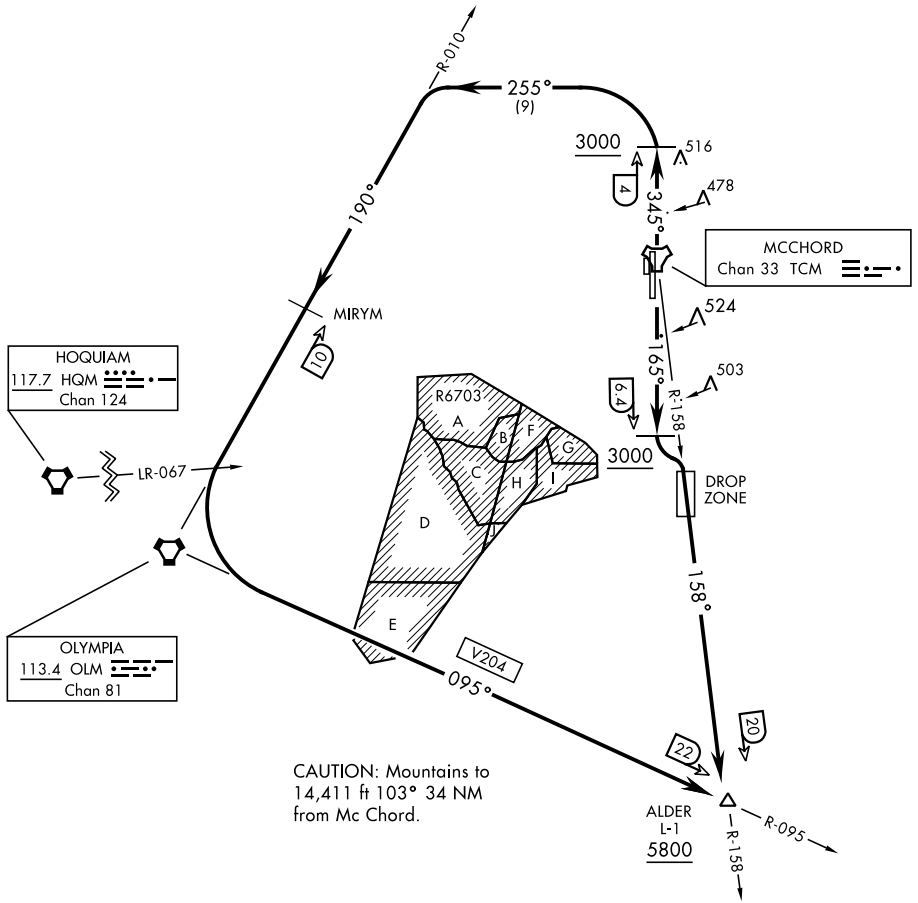 R-010
255°
(9)
3000
516
4
345°
478
190°
MCCHORD
Chan 33 TCM
MIRYM
10
524
165°
R-158
503
HOQUIAM
117.7 HQM
Chan 124
6.4
3000
R6703
A
B
F
G
C
H
I
J
D
E
LR-067
DROP
ZONE
158°
OLYMPIA
113.4 OLM
Chan 81
V204
095°
22
20
CAUTION: Mountains to
14,411 ft 103° 34 NM
from Mc Chord.
ALDER
L-1
5800
R-095
R-158